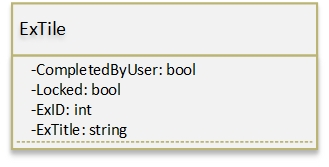 ExTile
-CompletedByUser: bool
-Locked: bool
-ExID: int
-ExTitle: string